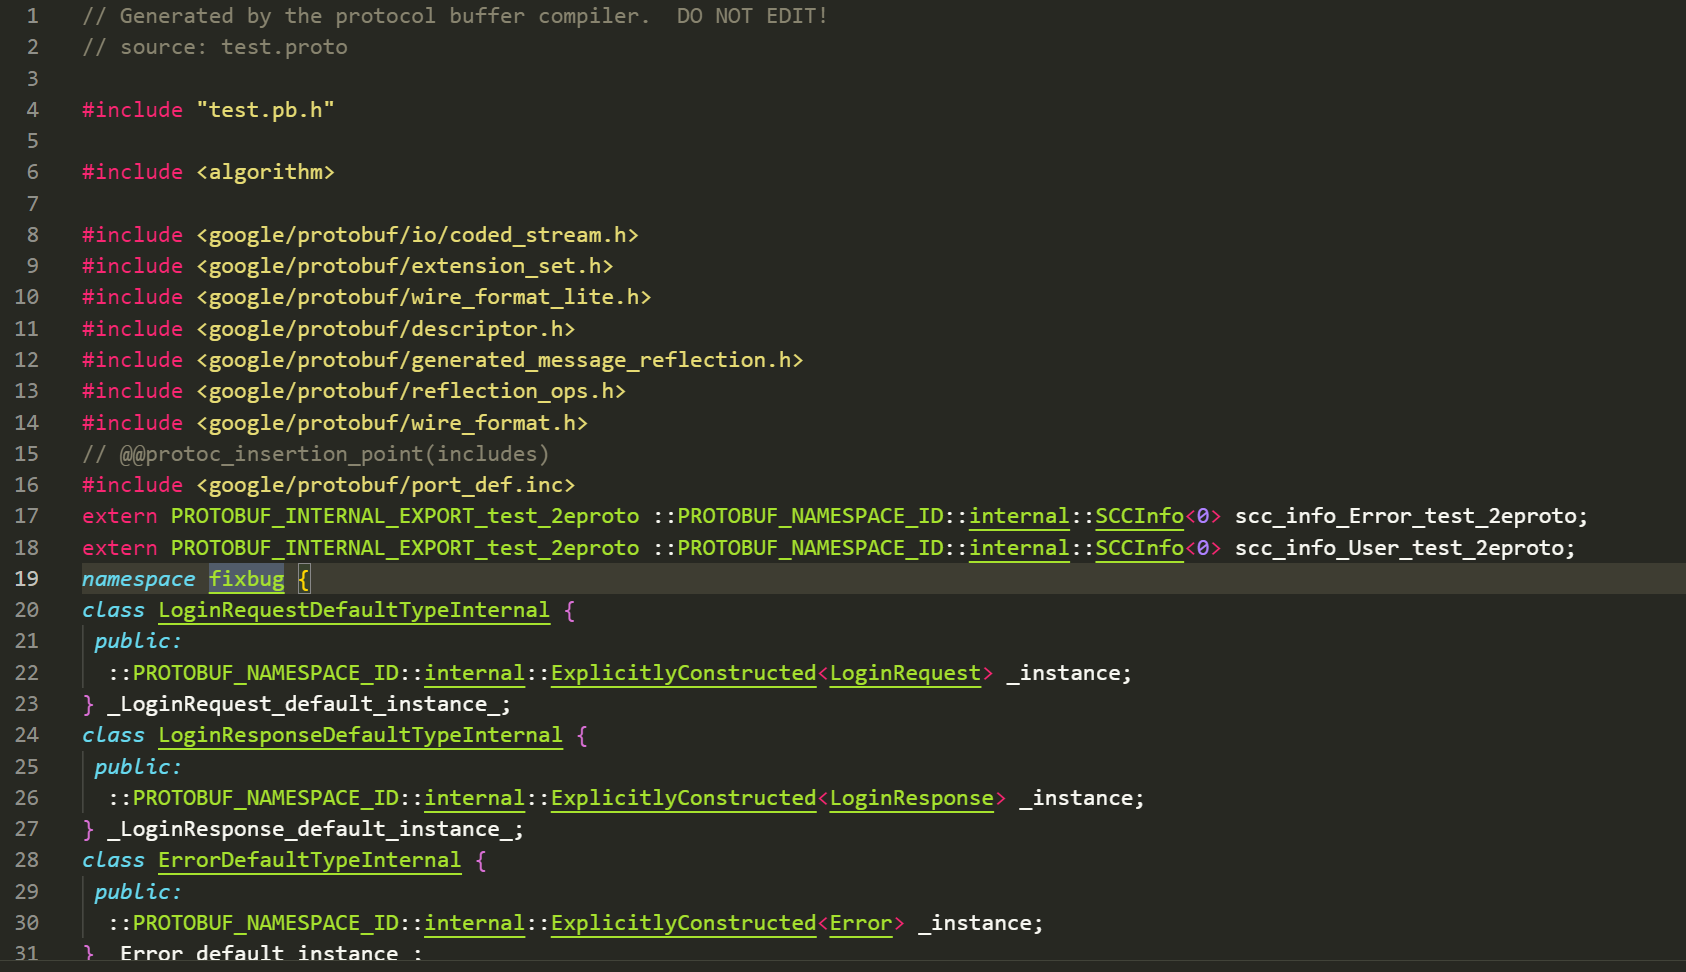 1 // Generated by the protocol buffer compiler.  DO NOT EDIT!
2 // source: test.proto
3
4 #include "test.pb.h"
5
6 #include <algorithm>
7
8 #include <google/protobuf/io/coded_stream.h>
9 #include <google/protobuf/extension_set.h>
10 #include <google/protobuf/wire_format_lite.h>
11 #include <google/protobuf/descriptor.h>
12 #include <google/protobuf/generated_message_reflection.h>
13 #include <google/protobuf/reflection_ops.h>
14 #include <google/protobuf/wire_format.h>
15 // @@protoc_insertion_point(includes)
16 #include <google/protobuf/port_def.inc>
17 extern PROTOBUF_INTERNAL_EXPORT_test_2eproto ::PROTOBUF_NAMESPACE_ID::internal::SCCInfo<0> scc_info_Error_test_2eproto;
18 extern PROTOBUF_INTERNAL_EXPORT_test_2eproto ::PROTOBUF_NAMESPACE_ID::internal::SCCInfo<0> scc_info_User_test_2eproto;
19 namespace fixbug {
20 class LoginRequestDefaultTypeInternal {
21  public:
22   ::PROTOBUF_NAMESPACE_ID::internal::ExplicitlyConstructed<LoginRequest> _instance;
23 } _LoginRequest_default_instance_;
24 class LoginResponseDefaultTypeInternal {
25  public:
26   ::PROTOBUF_NAMESPACE_ID::internal::ExplicitlyConstructed<LoginResponse> _instance;
27 } _LoginResponse_default_instance_;
28 class ErrorDefaultTypeInternal {
29  public:
30   ::PROTOBUF_NAMESPACE_ID::internal::ExplicitlyConstructed<Error> _instance;
31 } _Error_default_instance_;